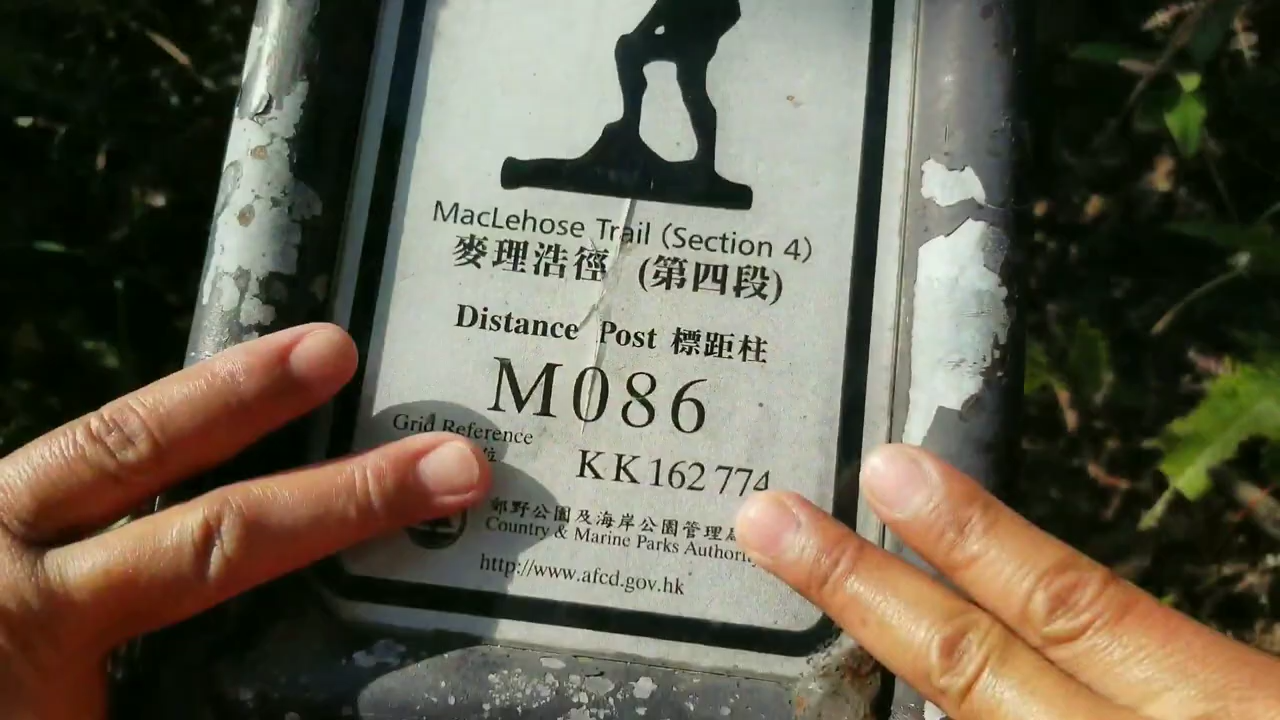 MacLehose Trail (Section 4)
麥理浩徑 (第四段)
Distance Post 標距柱
M086
Grid Reference
位
KK 162 774
郊野公園及海岸公園管理局
Country & Marine Parks Authority
http://www.afcd.gov.hk